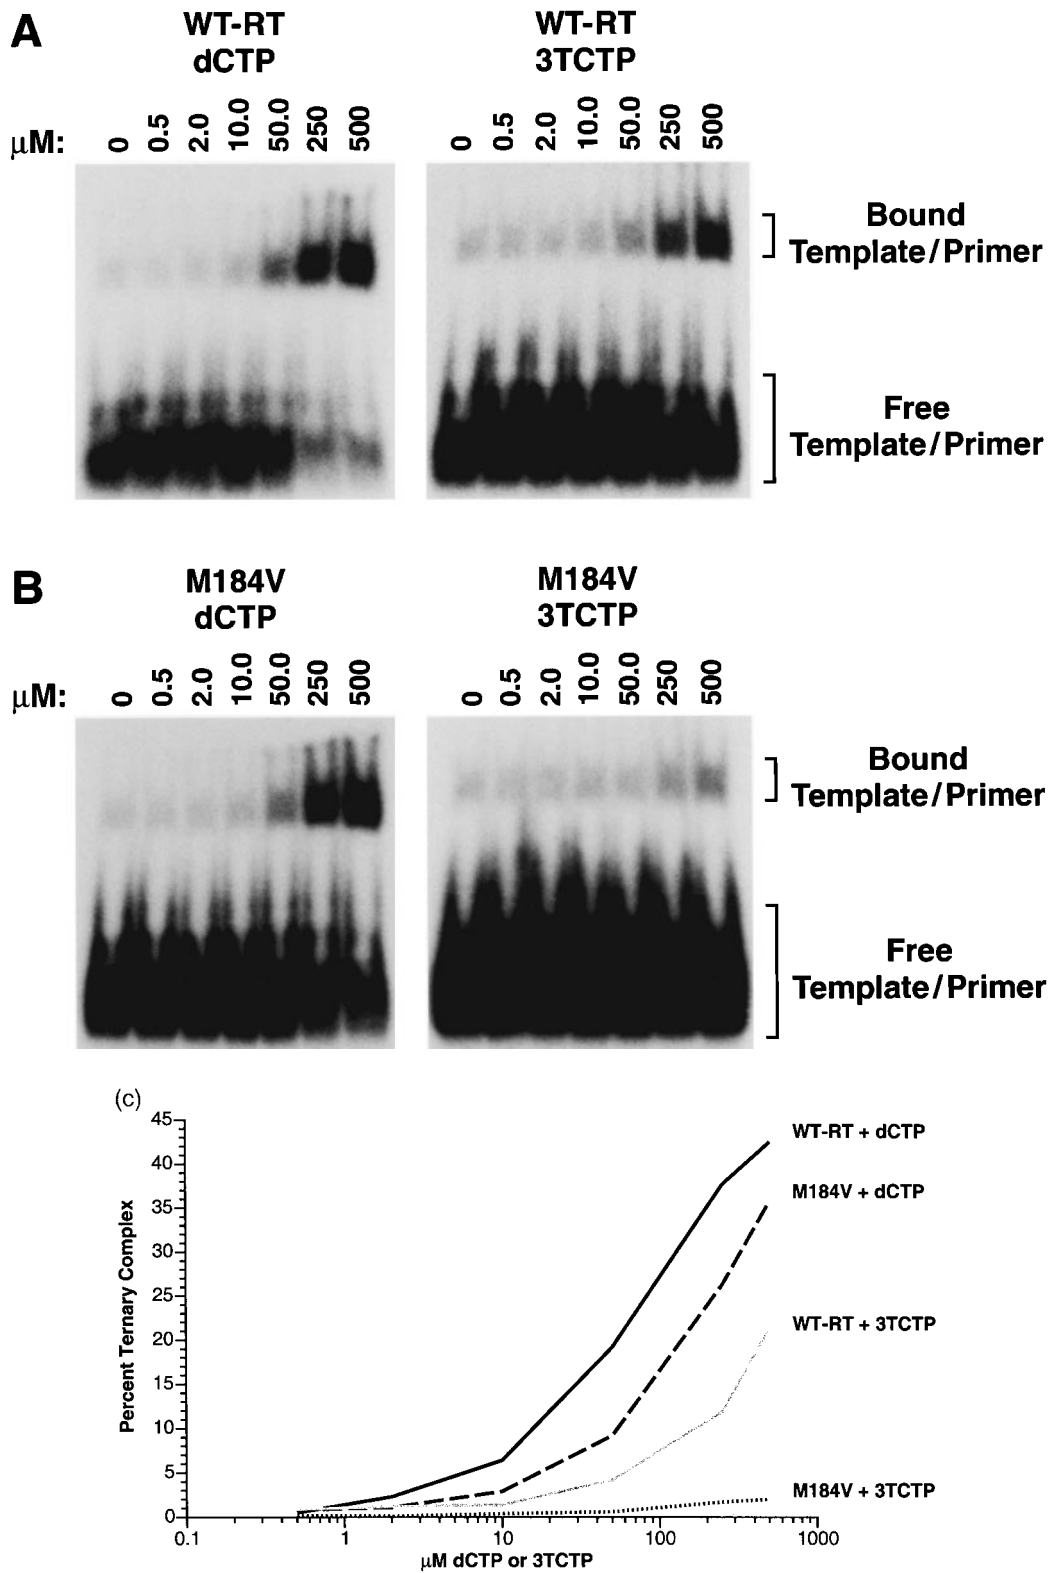 A
WT-RT
dCTP
WT-RT
3TCTP
μM: 0 0.5 2.0 10.0 50.0 250 500
0 0.5 2.0 10.0 50.0 250 500
Bound
Template/Primer
Free
Template/Primer
B
M184V
dCTP
M184V
3TCTP
μM: 0 0.5 2.0 10.0 50.0 250 500
0 0.5 2.0 10.0 50.0 250 500
Bound
Template/Primer
Free
Template/Primer
(c)
Percent Ternary Complex
45
40
35
30
25
20
15
10
5
0
0.1 1 10 100 1000
μM dCTP or 3TCTP
WT-RT + dCTP
M184V + dCTP
WT-RT + 3TCTP
M184V + 3TCTP